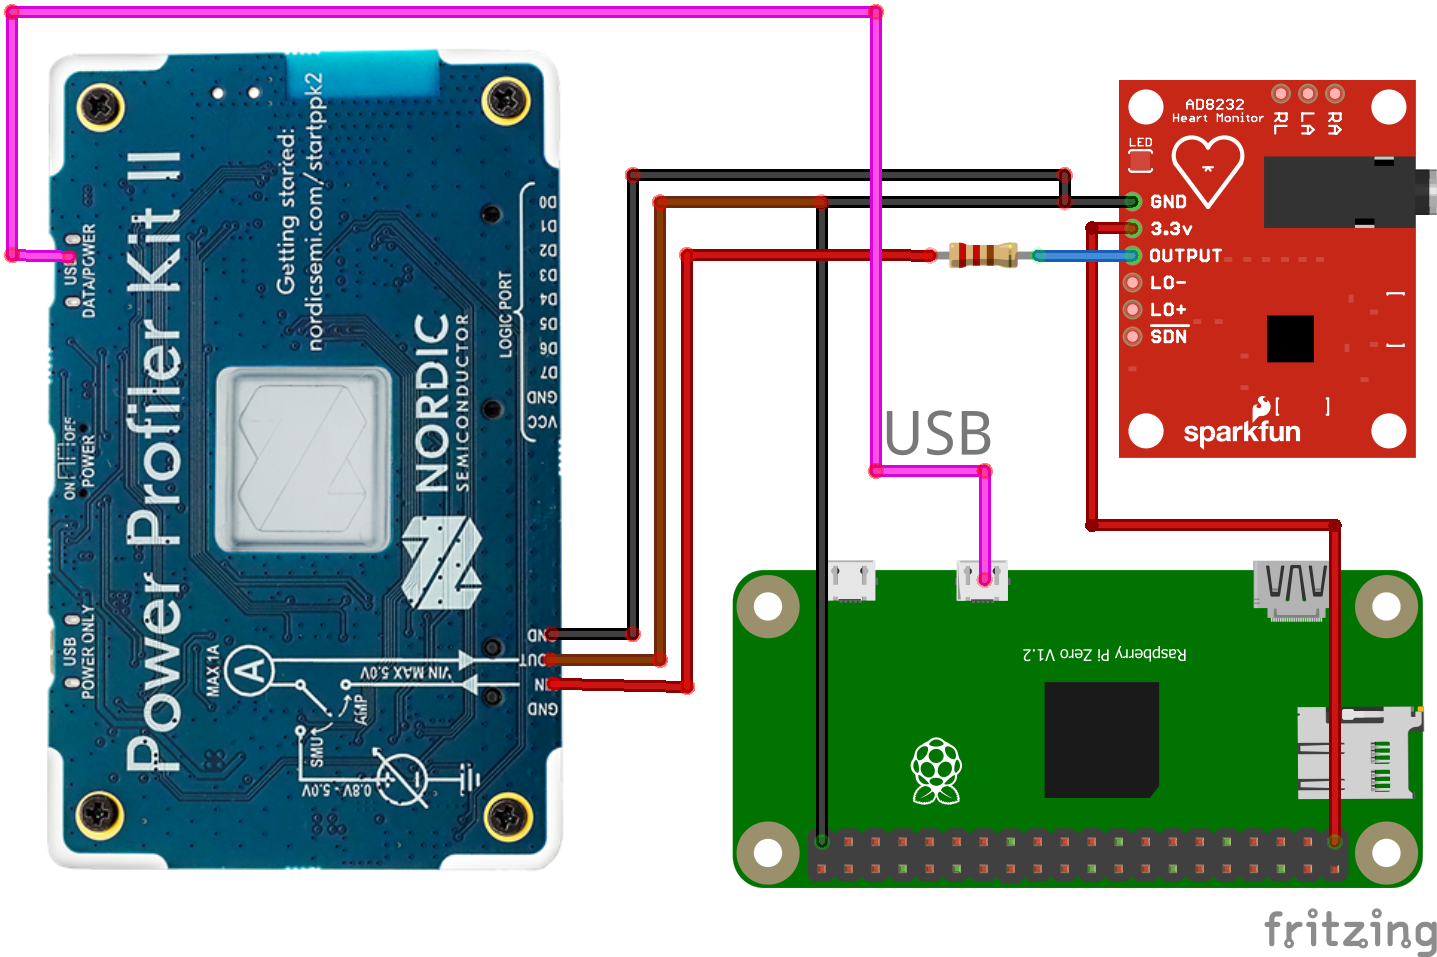 Power Profiler Kit II
Getting started:
nordicsemi.com/startppk2
USB
DATA/POWER
OFF
ON
POWER
USB
POWER ONLY
LOGIC PORT
D0
D1
D2
D3
D4
D5
D6
D7
GND
VCC
NORDIC
SEMICONDUCTOR
MAX 1A
A
VIN MAX 5.0V
AMP
SMU
0.8V - 5.0V
GND
AD8232
Heart Monitor
RL
LA
RA
LED
GND
3.3v
OUTPUT
LO-
LO+
SDN
sparkfun
USB
Raspberry Pi Zero V1.2
fritzing